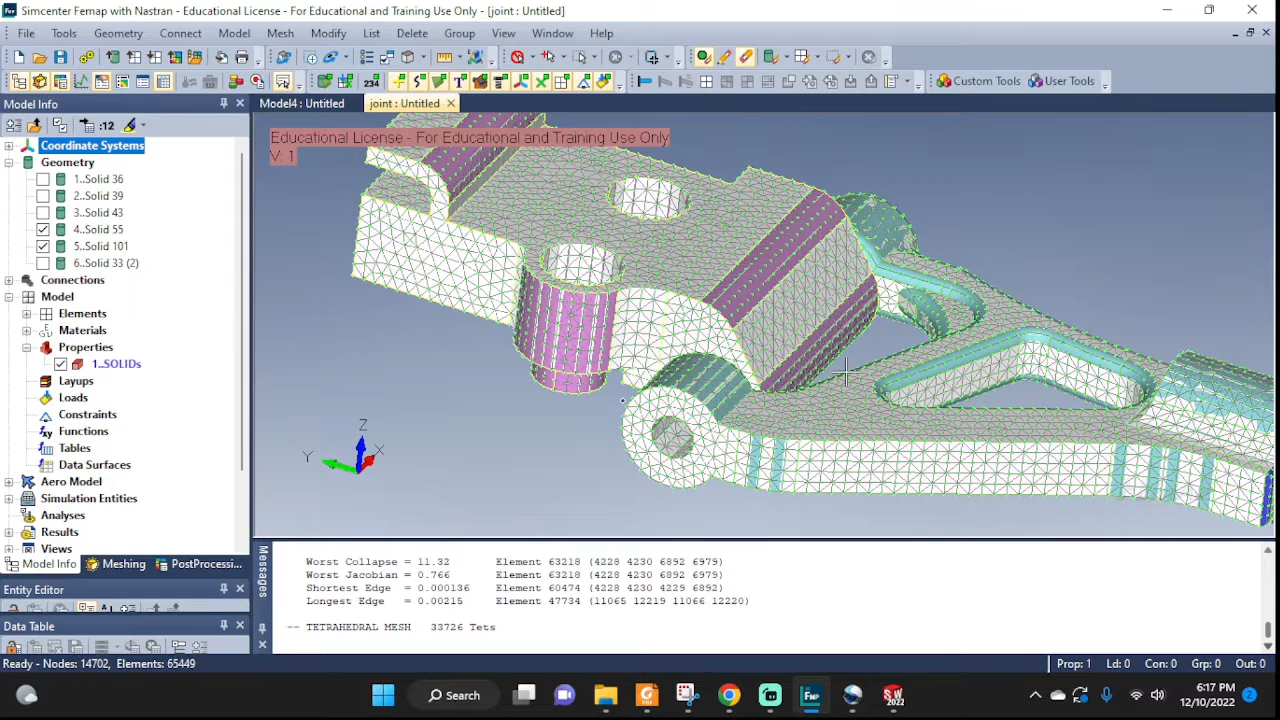 Simcenter Femap with Nastran - Educational License - For Educational and Training Use Only - [joint : Untitled]
File Tools Geometry Connect Model Mesh Modify List Delete Group View Window Help
234
Custom Tools User Tools
Model Info
Model4 : Untitled joint : Untitled
:12
Educational License - For Educational and Training Use Only
V: 1
Coordinate Systems
Geometry
1..Solid 36
2..Solid 39
3..Solid 43
4..Solid 55
5..Solid 101
6..Solid 33 (2)
Connections
Model
Elements
Materials
Properties
1..SOLIDs
Layups
Loads
Constraints
Functions
Tables
Data Surfaces
Aero Model
Simulation Entities
Analyses
Results
Views
Z
Y
X
Model Info Meshing PostProcessi...
Entity Editor
Data Table
Messages
Worst Collapse = 11.32 Element 63218 (4228 4230 6892 6979)
Worst Jacobian = 0.766 Element 63218 (4228 4230 6892 6979)
Shortest Edge = 0.000136 Element 60474 (4228 4230 4229 6892)
Longest Edge = 0.00215 Element 47734 (11065 12219 11066 12220)
-- TETRAHEDRAL MESH 33726 Tets
Ready - Nodes: 14702, Elements: 65449
Prop: 1 Ld: 0 Con: 0 Grp: 0 Out: 0
Search
6:17 PM
12/10/2022
2